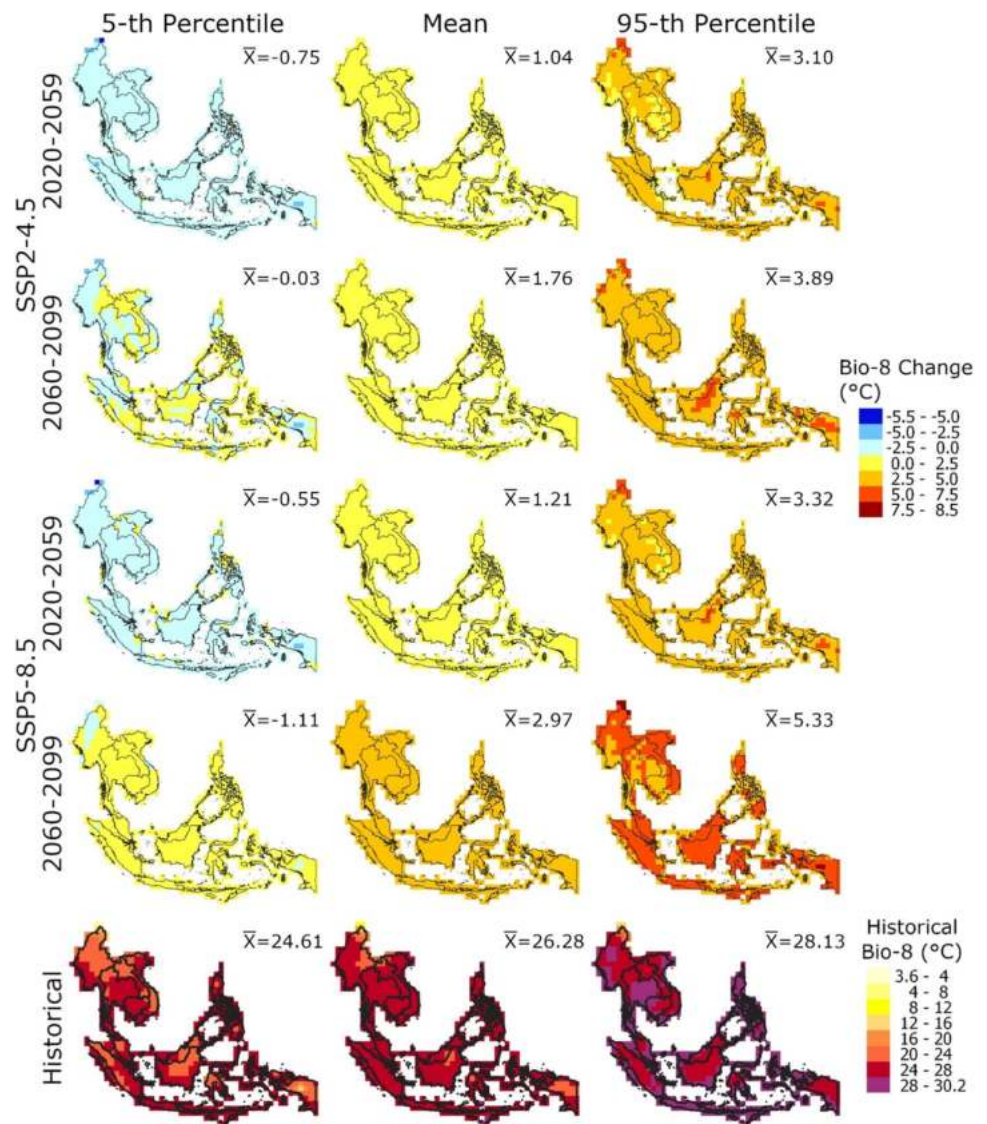 5-th Percentile Mean 95-th Percentile
SSP2-4.5
2020-2059
X̅=-0.75
X̅=1.04
X̅=3.10
2060-2099
X̅=-0.03
X̅=1.76
X̅=3.89
Bio-8 Change
(°C)
-5.5 - -5.0
-5.0 - -2.5
-2.5 - 0.0
0.0 - 2.5
2.5 - 5.0
5.0 - 7.5
7.5 - 8.5
SSP5-8.5
2020-2059
X̅=-0.55
X̅=1.21
X̅=3.32
2060-2099
X̅=-1.11
X̅=2.97
X̅=5.33
Historical
X̅=24.61
X̅=26.28
X̅=28.13
Historical
Bio-8 (°C)
3.6 - 4
4 - 8
8 - 12
12 - 16
16 - 20
20 - 24
24 - 28
28 - 30.2